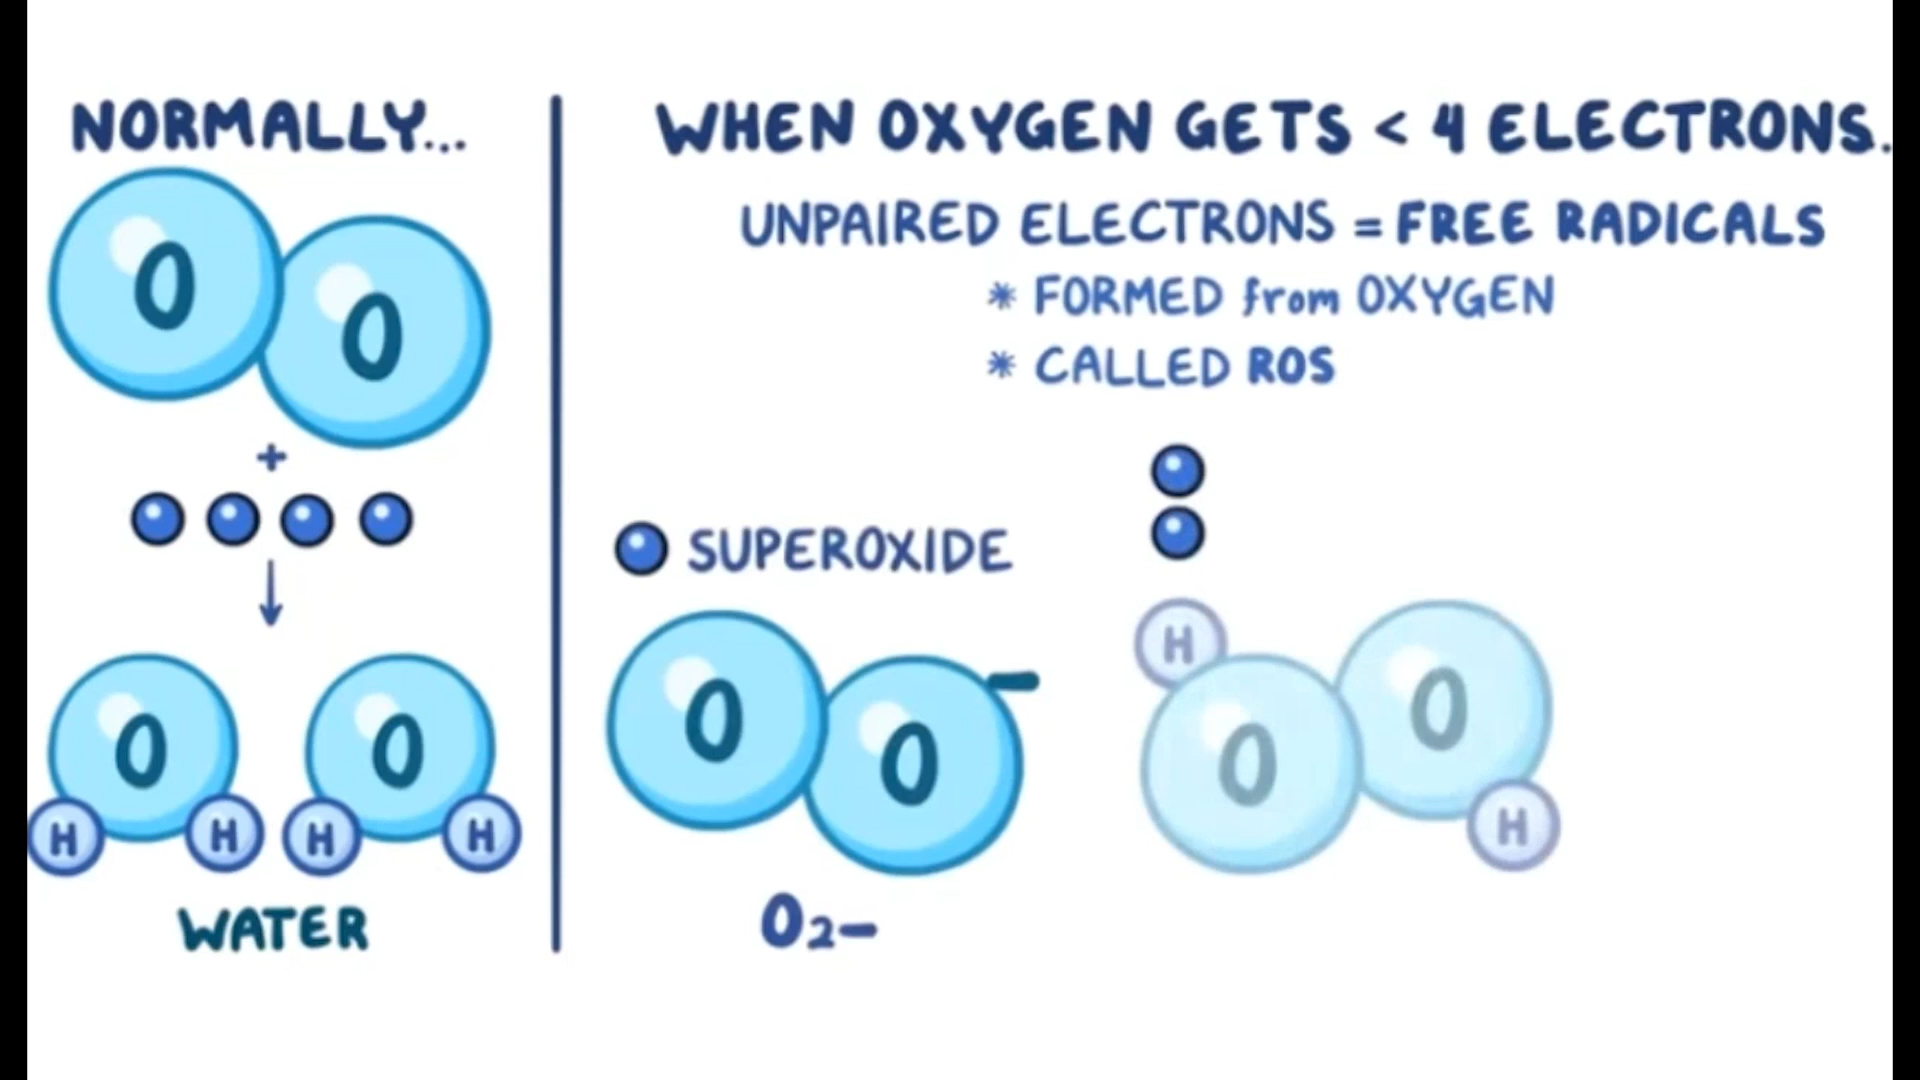 NORMALLY...
O O
+
↓
O O
H H H H
WATER
WHEN OXYGEN GETS < 4 ELECTRONS.
UNPAIRED ELECTRONS = FREE RADICALS
* FORMED from OXYGEN
* CALLED ROS
SUPEROXIDE
O O −
O2−
H O O H